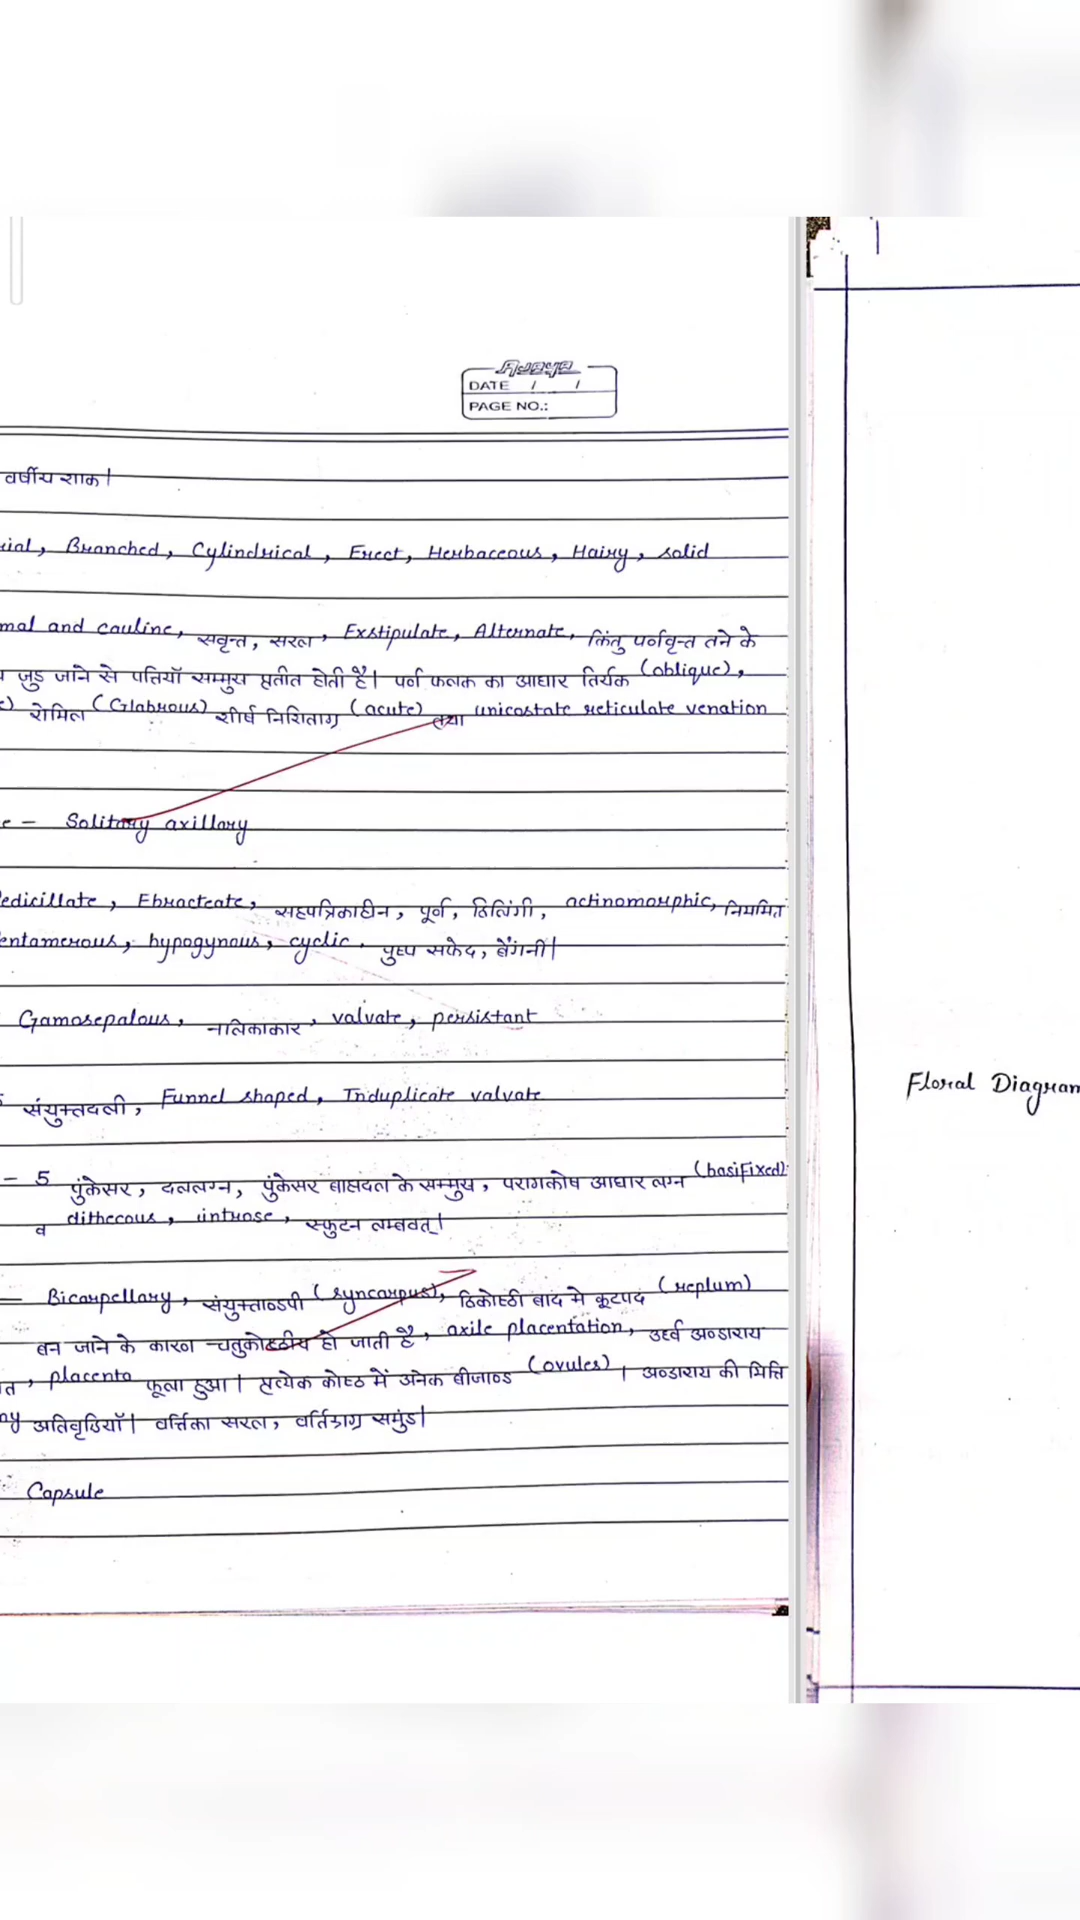 Ajaya
DATE / /
PAGE NO.:
वर्षीय शाक।
rial, Branched, Cylindrical, Erect, Herbaceous, Hairy, solid
mal and cauline, सवृन्त, सरल, Exstipulate, Alternate, किंतु पर्णवृन्त तने के
जुड जाने से पत्तियाँ सम्मुख प्रतीत होती है। पर्ण फलक का आधार तिर्यक (oblique),
रोमिल (Glabrous) शीर्ष निशिताग्र (acute) तथा unicostate reticulate venation
e - Solitary axillary
edicillate, Ebracteate, सहपत्रिकाहीन, पूर्ण, द्विलिंगी, actinomorphic, नियमित
entamerous, hypogynous, cyclic, पुष्प सफेद, बैंगनी।
Gamosepalous, नालिकाकार, valvate, persistant
संयुक्तदली, Funnel shaped, Induplicate valvate
- 5 पुंकेसर, दललग्न, पुंकेसर बाह्यदल के सम्मुख, परागकोष आधार लग्न (basifixed)
व dithecous, introse, स्फुटन लम्बवत्।
- Bicarpellary, संयुक्ताण्डपी (syncarpus), द्विकोष्ठी बाद मे कूटपद (replum)
बन जाने के कारण चतुकोष्ठीय हो जाती है, axile placentation, उर्ध्व अण्डाशय
त, placenta फूला हुआ। प्रत्येक कोष्ठ में अनेक बीजाण्ड (ovules)। अण्डाशय की भित्ति
ay अतिवृद्धियाँ। वर्त्तिका सरल, वर्तिकाग्र समुंड।
Capsule
Floral Diagram